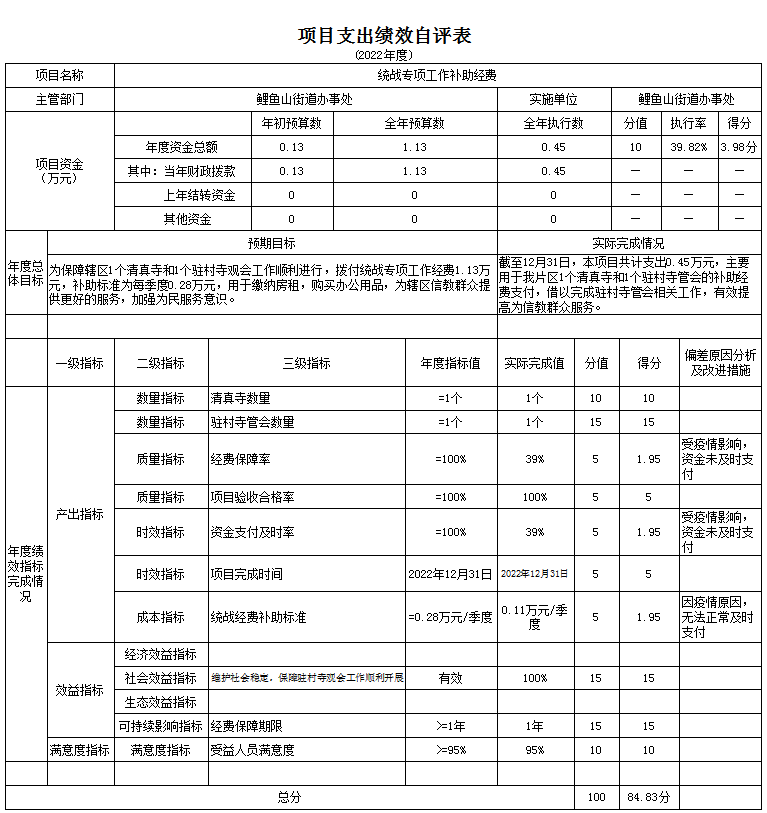 项目支出绩效自评表
(2022年度)
项目名称 统战专项工作补助经费
主管部门 鲤鱼山街道办事处 实施单位 鲤鱼山街道办事处
项目资金
（万元）
年初预算数 全年预算数 全年执行数 分值 执行率 得分
年度资金总额 0.13 1.13 0.45 10 39.82% 3.98分
其中：当年财政拨款 0.13 1.13 0.45 — — —
上年结转资金 0 0 0 — — —
其他资金 0 0 0 — — —
年度总
体目标
预期目标 实际完成情况
为保障辖区1个清真寺和1个驻村寺观会工作顺利进行，拨付统战专项工作经费1.13万
元，补助标准为每季度0.28万元，用于缴纳房租，购买办公用品，为辖区信教群众提
供更好的服务，加强为民服务意识。
截至12月31日，本项目共计支出0.45万元，主要
用于我片区1个清真寺和1个驻村寺管会的补助经
费支付，借以完成驻村寺管会相关工作，有效提
高为信教群众服务。
年度绩
效指标
完成情
况
一级指标 二级指标 三级指标 年度指标值 实际完成值 分值 得分 偏差原因分析
及改进措施
产出指标
数量指标 清真寺数量 =1个 1个 10 10
数量指标 驻村寺管会数量 =1个 1个 15 15
质量指标 经费保障率 =100% 39% 5 1.95 受疫情影响，
资金未及时支
付
质量指标 项目验收合格率 =100% 100% 5 5
时效指标 资金支付及时率 =100% 39% 5 1.95 受疫情影响，
资金未及时支
付
时效指标 项目完成时间 2022年12月31日 2022年12月31日 5 5
成本指标 统战经费补助标准 =0.28万元/季度 0.11万元/季
度 5 1.95 因疫情原因，
无法正常及时
支付
效益指标
经济效益指标
社会效益指标 维护社会稳定，保障驻村寺观会工作顺利开展 有效 100% 15 15
生态效益指标
可持续影响指标 经费保障期限 >=1年 1年 15 15
满意度指标 满意度指标 受益人员满意度 >=95% 95% 10 10
总分 100 84.83分